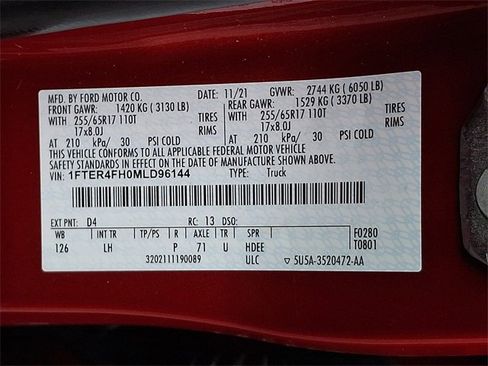 MFD. BY FORD MOTOR CO.
DATE: 11/21 GVWR: 2744 KG ( 6050 LB)
FRONT GAWR: 1420 KG ( 3130 LB)
REAR GAWR: 1529 KG ( 3370 LB)
WITH 255/65R17 110T TIRES
WITH 255/65R17 110T TIRES
17x8.0J RIMS
17x8.0J RIMS
AT 210 kPa/ 30 PSI COLD
AT 210 kPa/ 30 PSI COLD
THIS VEHICLE CONFORMS TO ALL APPLICABLE FEDERAL MOTOR VEHICLE
SAFETY STANDARDS IN EFFECT ON THE DATE OF MANUFACTURE SHOWN ABOVE.
VIN: 1FTER4FH0MLD96144 TYPE: Truck
EXT PNT: D4 RC: 13 DSO: F0280
WB INT TR TP/PS R AXLE TR SPR T0801
126 LH P 71 U HDEE
3202111190089 ULC ▽ 5U5A-3520472-AA